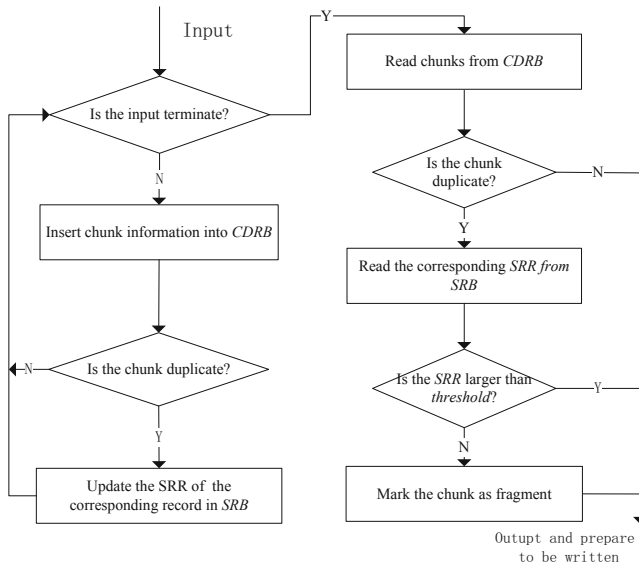 Input
Is the input terminate?
N
Insert chunk information into CDRB
Is the chunk duplicate?
N
Y
Update the SRR of the
corresponding record in SRB
Y
Read chunks from CDRB
Is the chunk
duplicate?
N
Y
Read the corresponding SRR from
SRB
Is the SRR larger than
threshold?
Y
N
Mark the chunk as fragment
Outupt and prepare
to be written